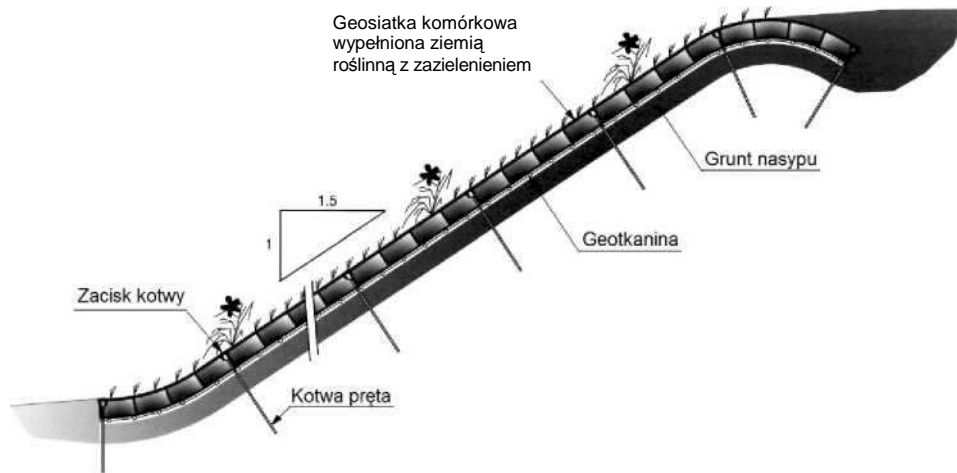 Geosiatka komórkowa
wypełniona ziemią
roślinną z zazielenieniem
Grunt nasypu
1.5
1
Geotkanina
Zacisk kotwy
Kotwa pręta